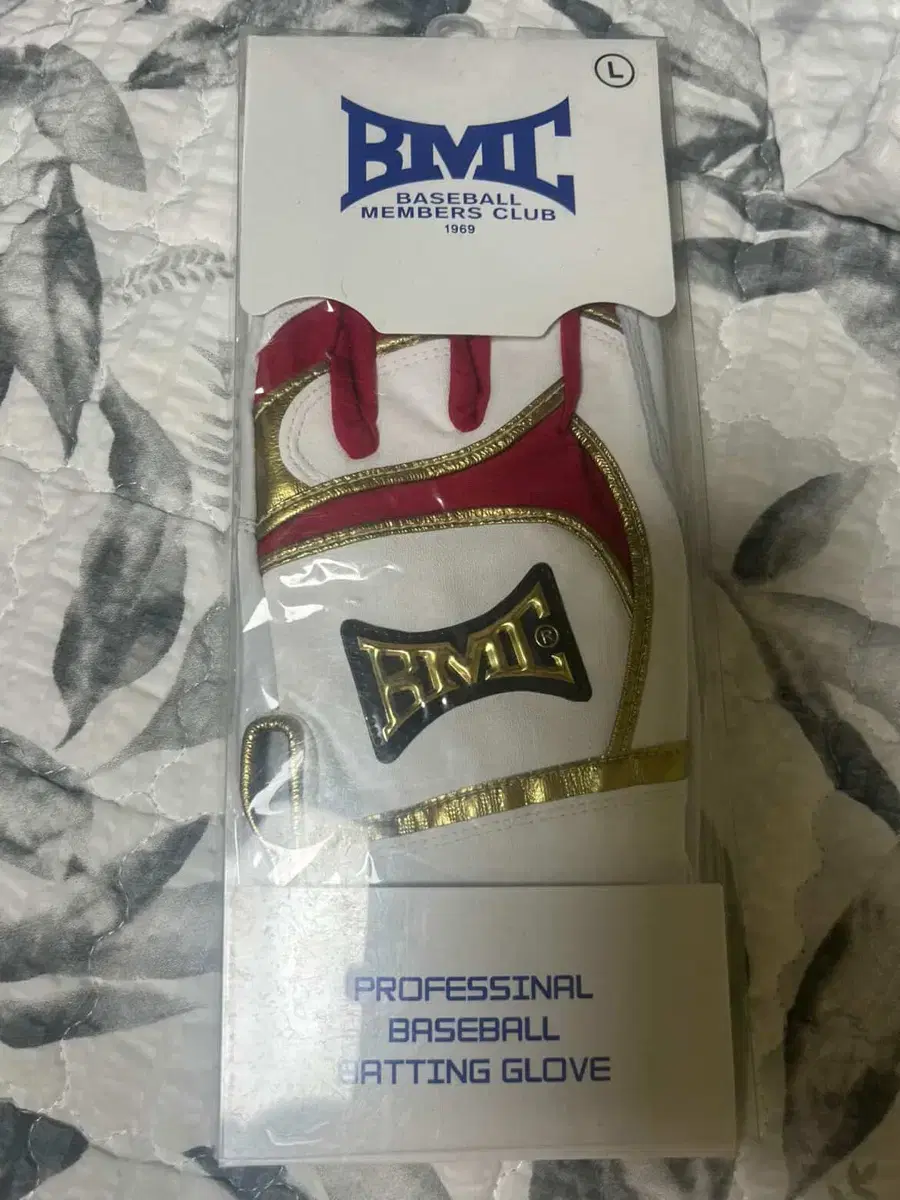 L
BMC
BASEBALL
MEMBERS CLUB
1969
BMC®
PROFESSINAL
BASEBALL
BATTING GLOVE